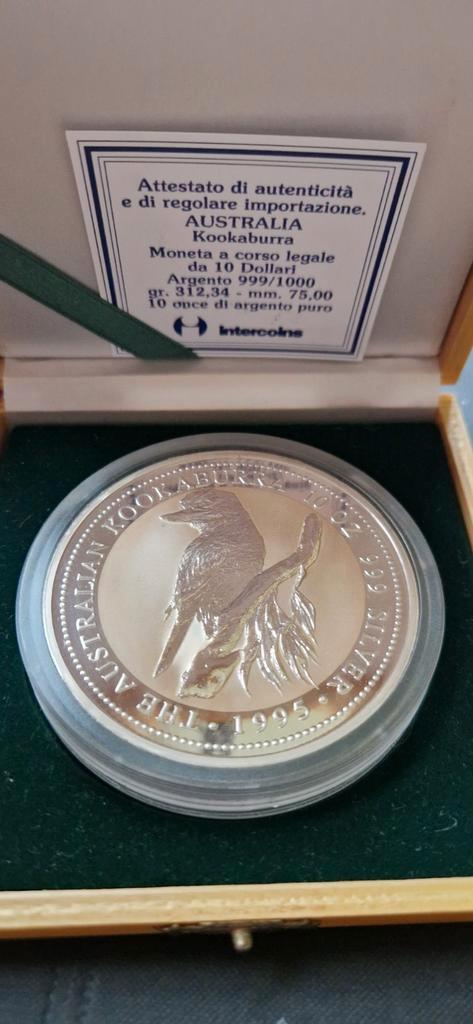 Attestato di autenticità
e di regolare importazione.
AUSTRALIA
Kookaburra
Moneta a corso legale
da 10 Dollari
Argento 999/1000
gr. 312,34 - mm. 75,00
10 once di argento puro
Intercoins
THE AUSTRALIAN KOOKABURRA 10 OZ 999 SILVER
· 1995 ·